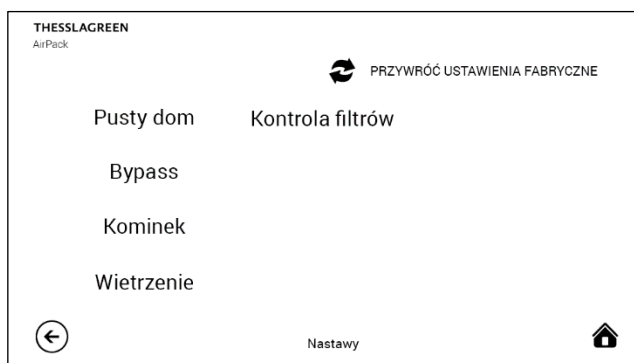 THESSLAGREEN
AirPack
PRZYWRÓĆ USTAWIENIA FABRYCZNE
Pusty dom
Kontrola filtrów
Bypass
Kominek
Wietrzenie
Nastawy